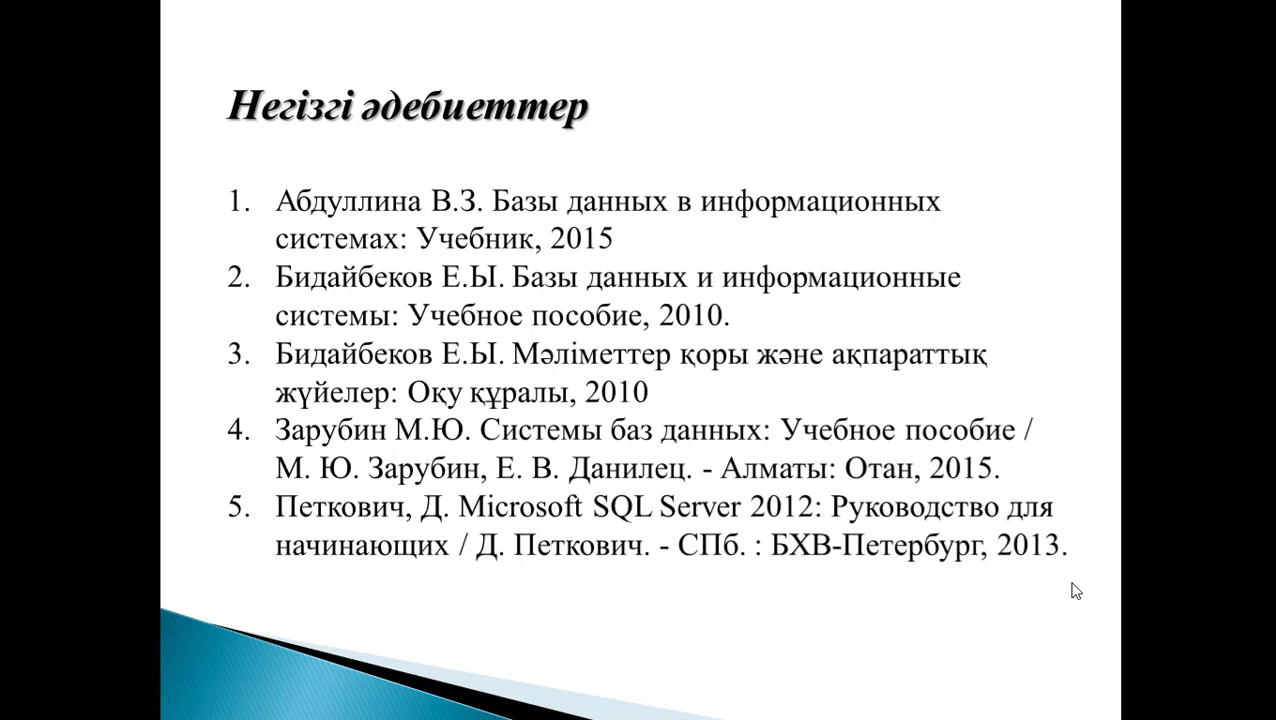 Негізгі әдебиеттер
1. Абдуллина В.З. Базы данных в информационных
системах: Учебник, 2015
2. Бидайбеков Е.Ы. Базы данных и информационные
системы: Учебное пособие, 2010.
3. Бидайбеков Е.Ы. Мәліметтер қоры және ақпараттық
жүйелер: Оқу құралы, 2010
4. Зарубин М.Ю. Системы баз данных: Учебное пособие /
М. Ю. Зарубин, Е. В. Данилец. - Алматы: Отан, 2015.
5. Петкович, Д. Microsoft SQL Server 2012: Руководство для
начинающих / Д. Петкович. - СПб. : БХВ-Петербург, 2013.